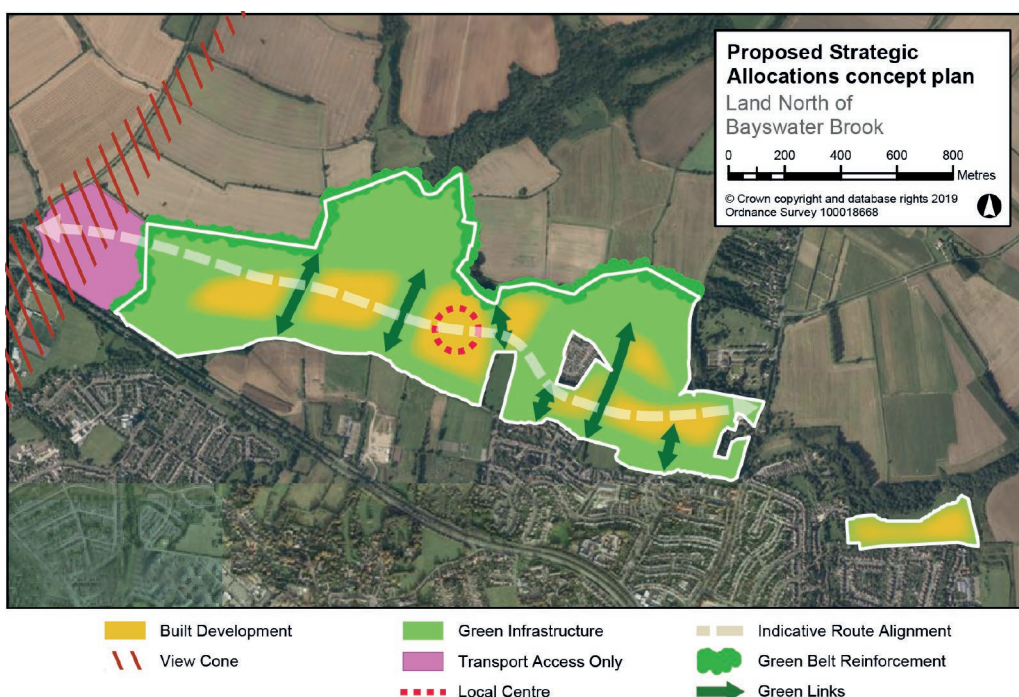 Proposed Strategic
Allocations concept plan
Land North of
Bayswater Brook
0 200 400 600 800
Metres
© Crown copyright and database rights 2019
Ordnance Survey 100018668
Built Development
View Cone
Green Infrastructure
Transport Access Only
Local Centre
Indicative Route Alignment
Green Belt Reinforcement
Green Links